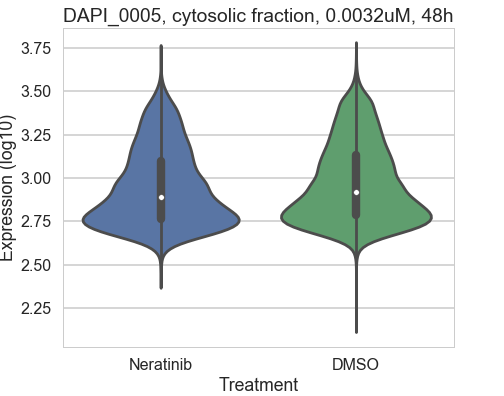 DAPI_0005, cytosolic fraction, 0.0032uM, 48h
Expression (log10)
3.75
3.50
3.25
3.00
2.75
2.50
2.25
Neratinib
DMSO
Treatment